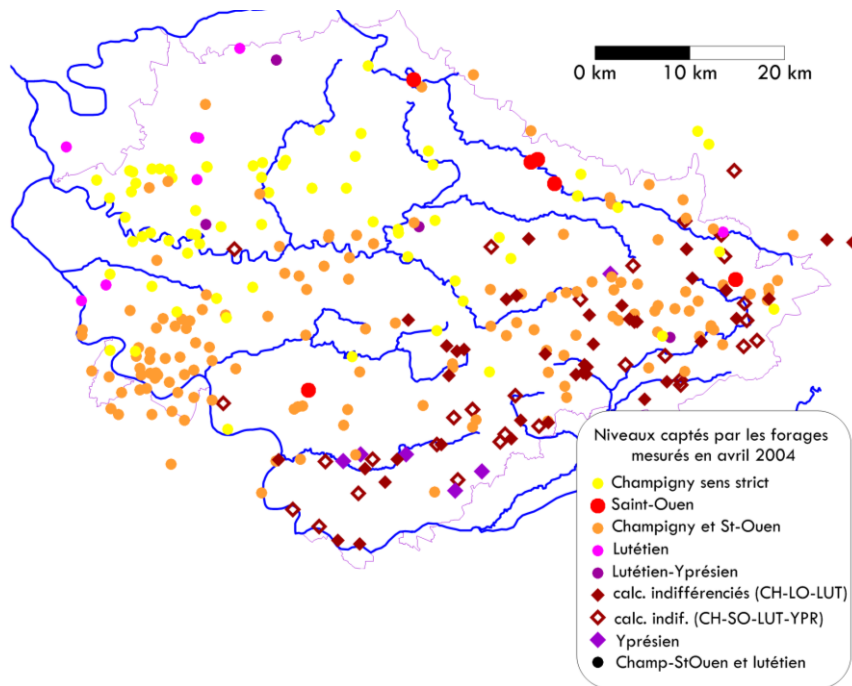 0 km 10 km 20 km
Niveaux captés par les forages
mesurés en avril 2004
Champigny sens strict
Saint-Ouen
Champigny et St-Ouen
Lutétien
Lutétien-Yprésien
calc. indifférenciés (CH-LO-LUT)
calc. indif. (CH-SO-LUT-YPR)
Yprésien
Champ-StOuen et lutétien